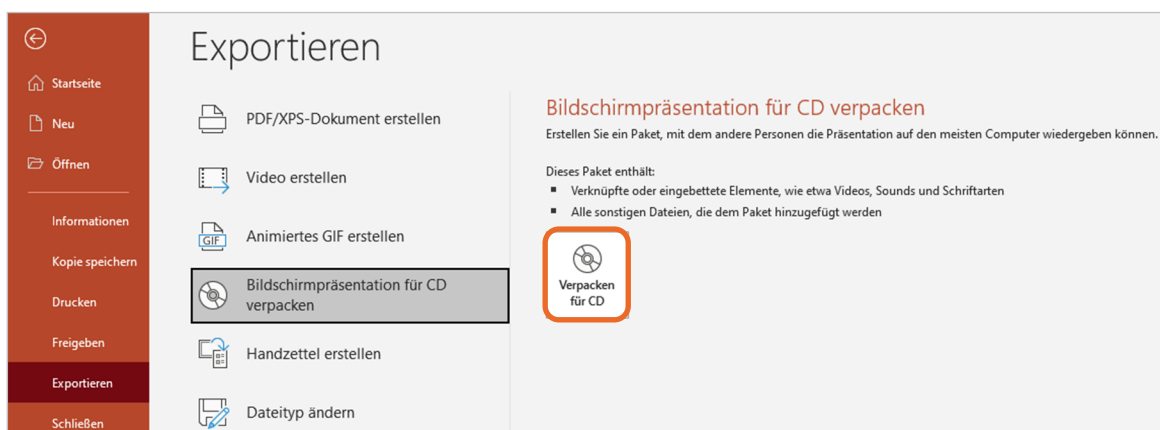 Exportieren
Startseite
Neu
Öffnen
Informationen
Kopie speichern
Drucken
Freigeben
Exportieren
Schließen
PDF/XPS-Dokument erstellen
Video erstellen
GIF
Animiertes GIF erstellen
Bildschirmpräsentation für CD
verpacken
Handzettel erstellen
Dateityp ändern
Bildschirmpräsentation für CD verpacken
Erstellen Sie ein Paket, mit dem andere Personen die Präsentation auf den meisten Computer wiedergeben können.
Dieses Paket enthält:
Verknüpfte oder eingebettete Elemente, wie etwa Videos, Sounds und Schriftarten
Alle sonstigen Dateien, die dem Paket hinzugefügt werden
Verpacken
für CD